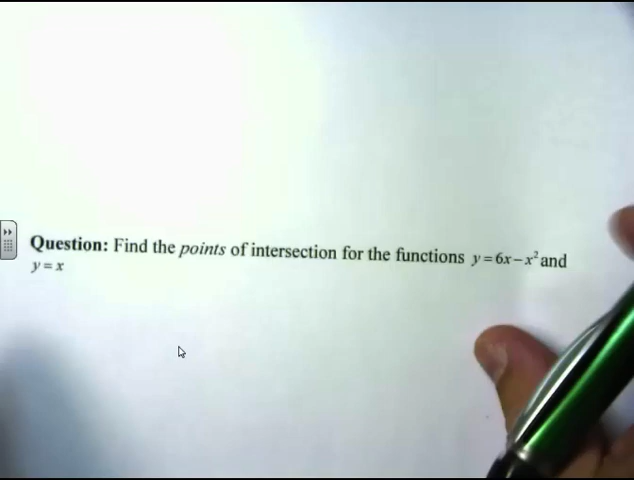 Question: Find the points of intersection for the functions y=6x−x² and
y=x